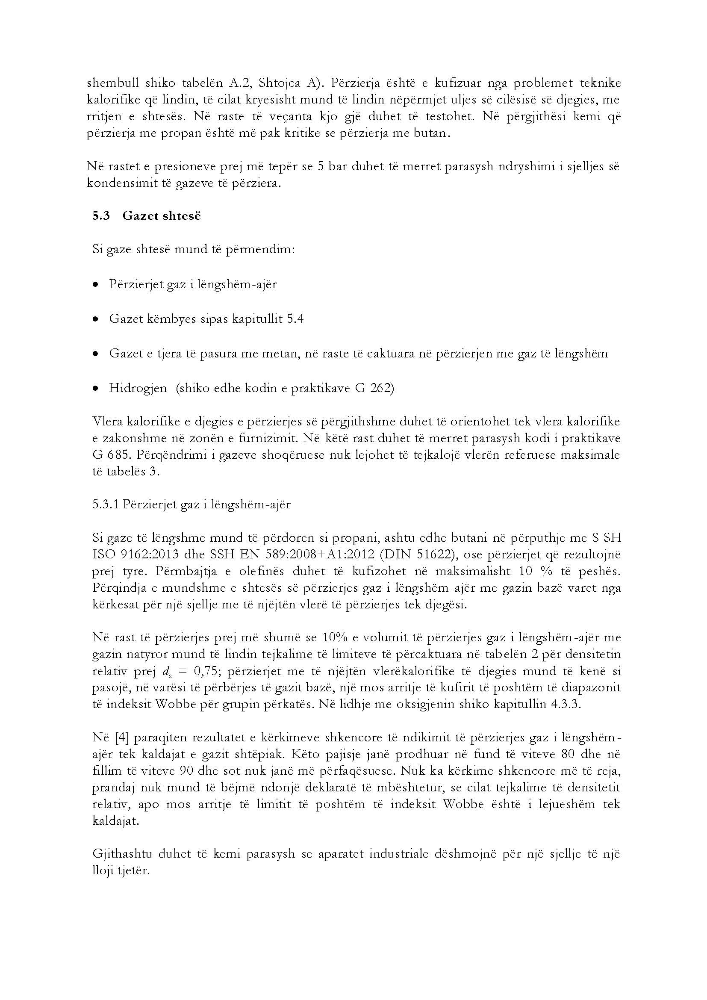 shembull shiko tabelën A.2, Shtojca A). Përzierja është e kufizuar nga problemet teknike
kalorifike që lindin, të cilat kryesisht mund të lindin nëpërmjet uljes së cilësisë së djegies, me
rritjen e shtesës. Në raste të veçanta kjo gjë duhet të testohet. Në përgjithësi kemi që
përzierja me propan është më pak kritike se përzierja me butan.
Në rastet e presioneve prej më tepër se 5 bar duhet të merret parasysh ndryshimi i sjelljes së
kondensimit të gazeve të përziera.
5.3 Gazet shtesë
Si gaze shtesë mund të përmendim:
• Përzierjet gaz i lëngshëm-ajër
• Gazet këmbyes sipas kapitullit 5.4
• Gazet e tjera të pasura me metan, në raste të caktuara në përzierjen me gaz të lëngshëm
• Hidrogjen (shiko edhe kodin e praktikave G 262)
Vlera kalorifike e djegies e përzierjes së përgjithshme duhet të orientohet tek vlera kalorifike
e zakonshme në zonën e furnizimit. Në këtë rast duhet të merret parasysh kodi i praktikave
G 685. Përqëndrimi i gazeve shoqëruese nuk lejohet të tejkalojë vlerën referuese maksimale
të tabelës 3.
5.3.1 Përzierjet gaz i lëngshëm-ajër
Si gaze të lëngshme mund të përdoren si propani, ashtu edhe butani në përputhje me S SH
ISO 9162:2013 dhe SSH EN 589:2008+A1:2012 (DIN 51622), ose përzierjet që rezultojnë
prej tyre. Përmbajtja e olefinës duhet të kufizohet në maksimalisht 10 % të peshës.
Përqindja e mundshme e shtesës së përzierjes gaz i lëngshëm-ajër me gazin bazë varet nga
kërkesat për një sjellje me të njëjtën vlerë të përzierjes tek djegësi.
Në rast të përzierjes prej më shumë se 10% e volumit të përzierjes gaz i lëngshëm-ajër me
gazin natyror mund të lindin tejkalime të limiteve të përcaktuara në tabelën 2 për densitetin
relativ prej dₛ = 0,75; përzierjet me të njëjtën vlerëkalorifike të djegies mund të kenë si
pasojë, në varësi të përbërjes të gazit bazë, një mos arritje të kufirit të poshtëm të diapazonit
të indeksit Wobbe për grupin përkatës. Në lidhje me oksigjenin shiko kapitullin 4.3.3.
Në [4] paraqiten rezultatet e kërkimeve shkencore të ndikimit të përzierjes gaz i lëngshëm-
ajër tek kaldajat e gazit shtëpiak. Këto pajisje janë prodhuar në fund të viteve 80 dhe në
fillim të viteve 90 dhe sot nuk janë më përfaqësuese. Nuk ka kërkime shkencore më të reja,
prandaj nuk mund të bëjmë ndonjë deklaratë të mbështetur, se cilat tejkalime të densitetit
relativ, apo mos arritje të limitit të poshtëm të indeksit Wobbe është i lejueshëm tek
kaldajat.
Gjithashtu duhet të kemi parasysh se aparatet industriale dëshmojnë për një sjellje të një
lloji tjetër.